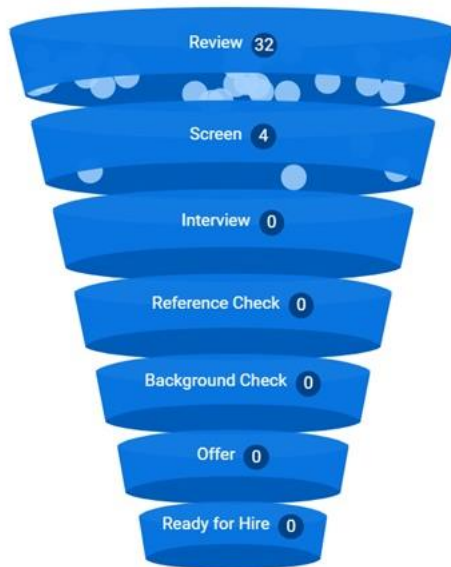 Review 32
Screen 4
Interview 0
Reference Check 0
Background Check 0
Offer 0
Ready for Hire 0